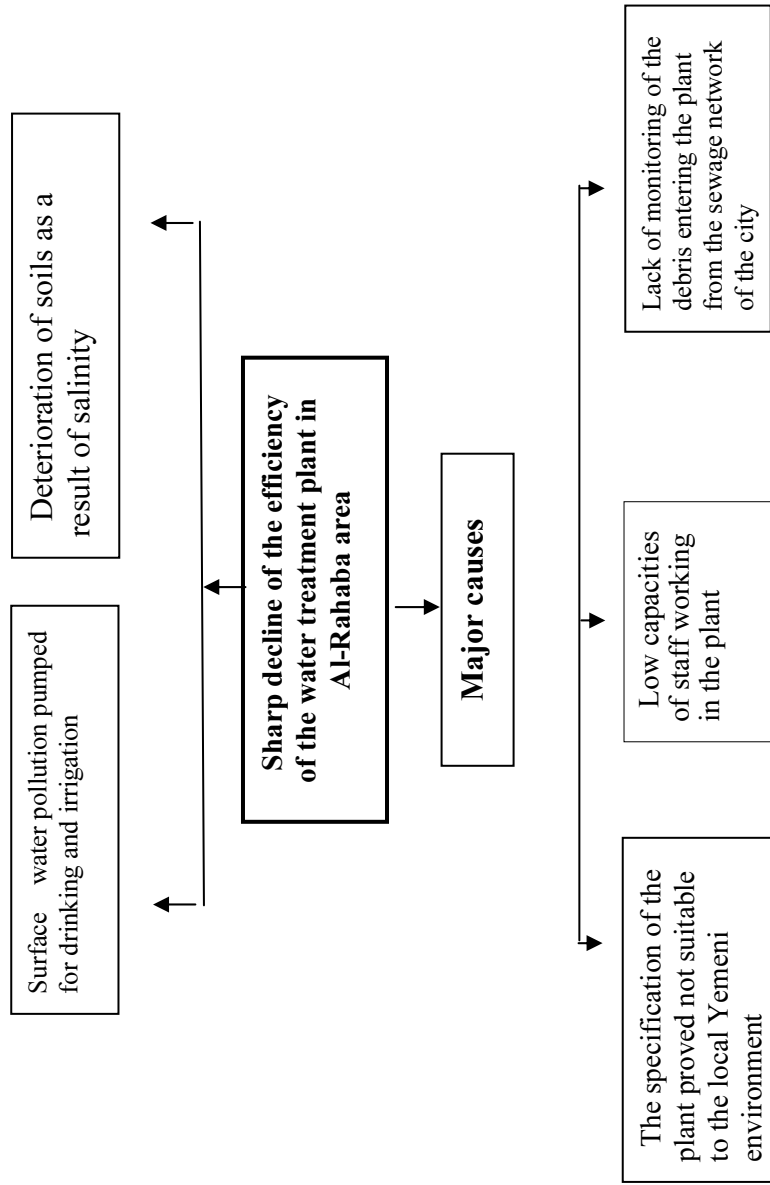 Surface water pollution pumped
for drinking and irrigation
Deterioration of soils as a
result of salinity
Sharp decline of the efficiency
of the water treatment plant in
Al-Rahaba area
Major causes
The specification of the
plant proved not suitable
to the local Yemeni
environment
Low capacities
of staff working
in the plant
Lack of monitoring of the
debris entering the plant
from the sewage network
of the city